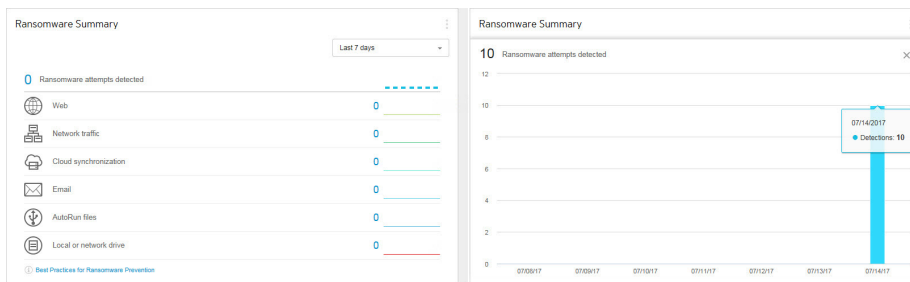 Ransomware Summary
Last 7 days
0 Ransomware attempts detected
Web 0
Network traffic 0
Cloud synchronization 0
Email 0
AutoRun files 0
Local or network drive 0
Best Practices for Ransomware Prevention
Ransomware Summary
10 Ransomware attempts detected
12
10
8
6
4
2
0
07/14/2017
Detections: 10
07/08/17 07/09/17 07/10/17 07/11/17 07/12/17 07/13/17 07/14/17